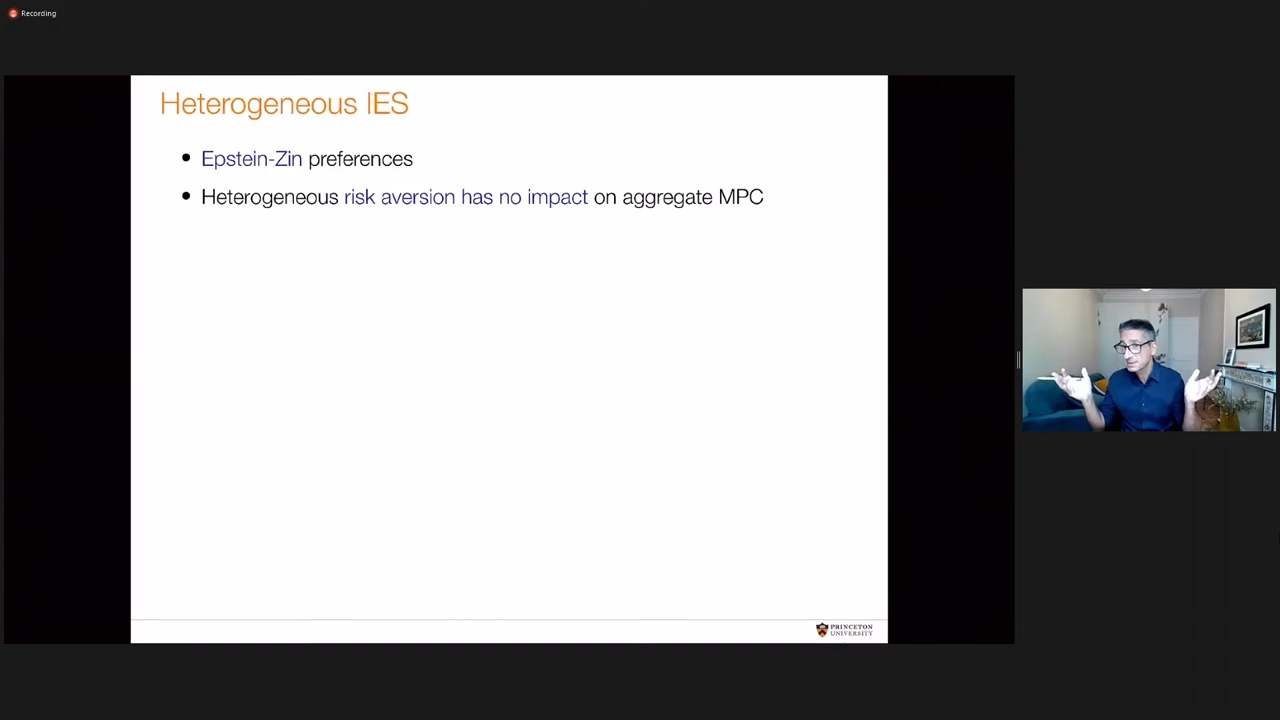 Recording
Heterogeneous IES
• Epstein-Zin preferences
• Heterogeneous risk aversion has no impact on aggregate MPC
PRINCETON
UNIVERSITY